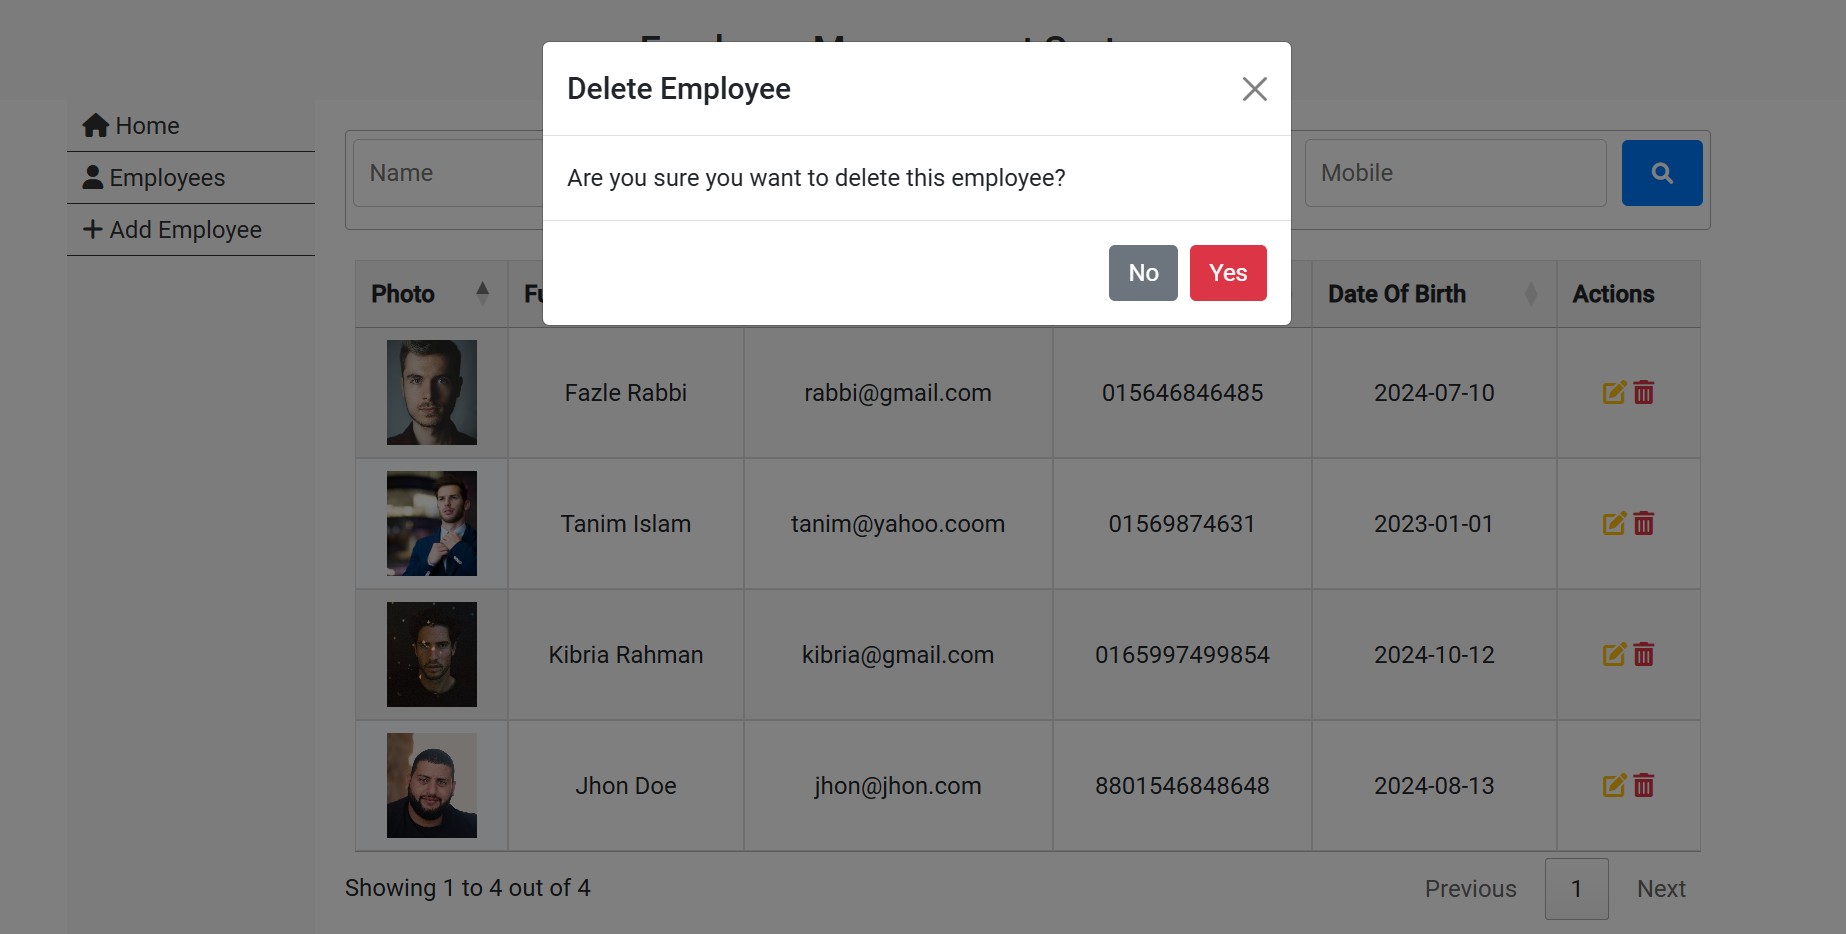 Delete Employee
Are you sure you want to delete this employee?
No Yes
Home
Employees
Add Employee
Name
Mobile
Photo
Date Of Birth
Actions
Fazle Rabbi rabbi@gmail.com 015646846485 2024-07-10
Tanim Islam tanim@yahoo.coom 01569874631 2023-01-01
Kibria Rahman kibria@gmail.com 0165997499854 2024-10-12
Jhon Doe jhon@jhon.com 8801546848648 2024-08-13
Showing 1 to 4 out of 4
Previous 1 Next